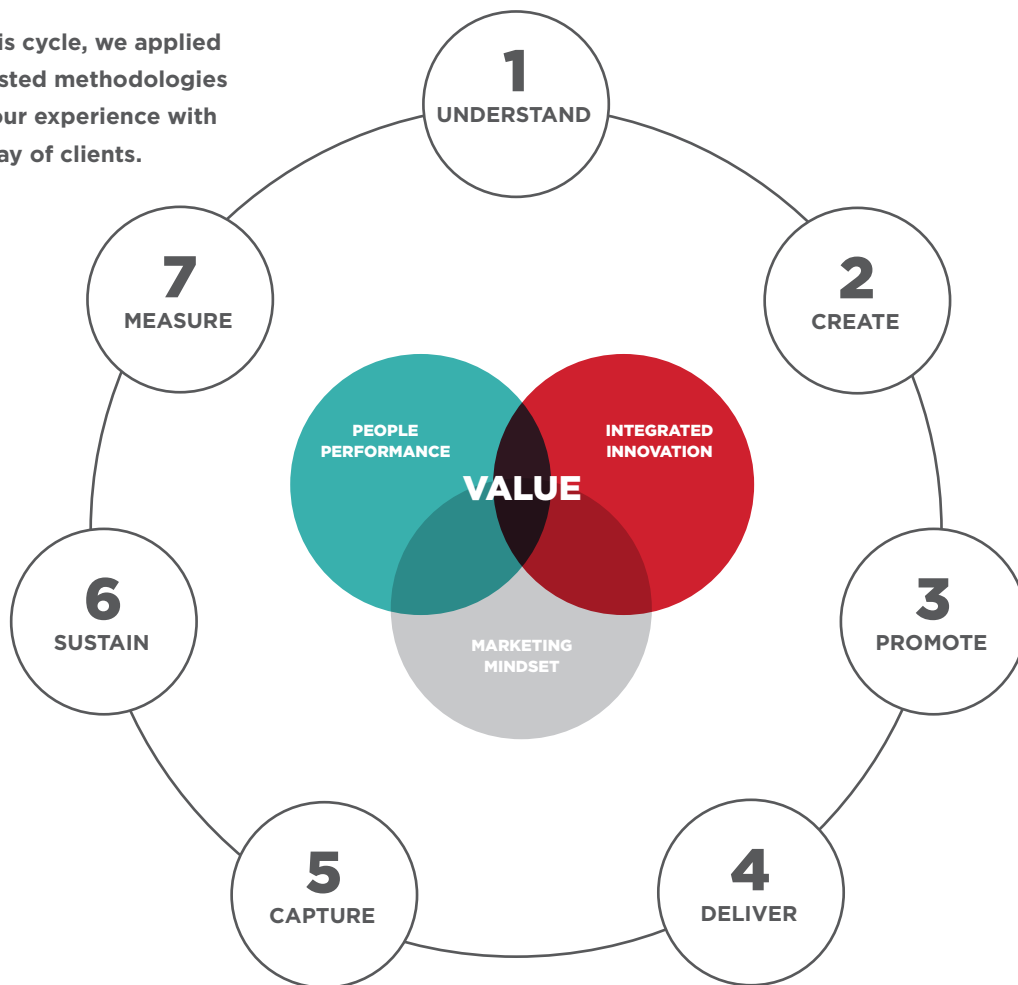 is cycle, we applied
sted methodologies
our experience with
ay of clients.
1
UNDERSTAND
2
CREATE
3
PROMOTE
4
DELIVER
5
CAPTURE
6
SUSTAIN
7
MEASURE
PEOPLE
PERFORMANCE
INTEGRATED
INNOVATION
VALUE
MARKETING
MINDSET